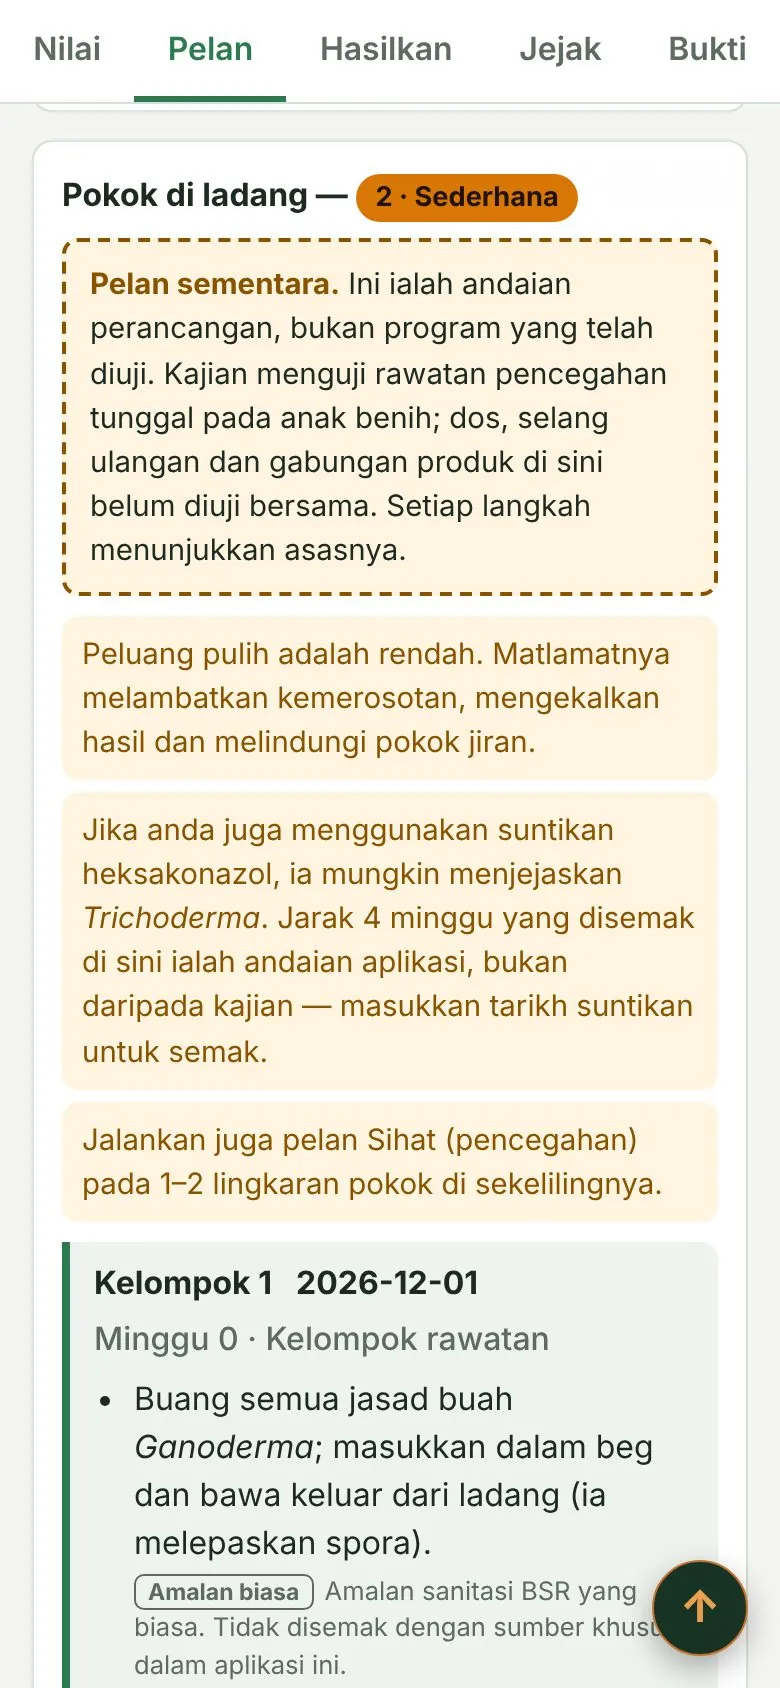 Nilai Pelan Hasilkan Jejak Bukti
Pokok di ladang — 2 · Sederhana
Pelan sementara. Ini ialah andaian
perancangan, bukan program yang telah
diuji. Kajian menguji rawatan pencegahan
tunggal pada anak benih; dos, selang
ulangan dan gabungan produk di sini
belum diuji bersama. Setiap langkah
menunjukkan asasnya.
Peluang pulih adalah rendah. Matlamatnya
melambatkan kemerosotan, mengekalkan
hasil dan melindungi pokok jiran.
Jika anda juga menggunakan suntikan
heksakonazol, ia mungkin menjejaskan
Trichoderma. Jarak 4 minggu yang disemak
di sini ialah andaian aplikasi, bukan
daripada kajian — masukkan tarikh suntikan
untuk semak.
Jalankan juga pelan Sihat (pencegahan)
pada 1–2 lingkaran pokok di sekelilingnya.
Kelompok 1 2026-12-01
Minggu 0 · Kelompok rawatan
• Buang semua jasad buah
Ganoderma; masukkan dalam beg
dan bawa keluar dari ladang (ia
melepaskan spora).
Amalan biasa Amalan sanitasi BSR yang
biasa. Tidak disemak dengan sumber
dalam aplikasi ini.